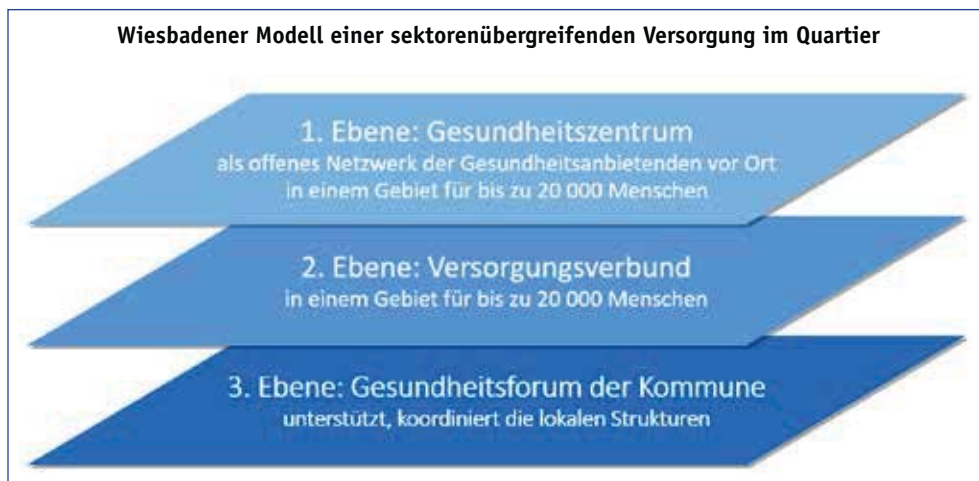 Wiesbadener Modell einer sektorenübergreifenden Versorgung im Quartier
1. Ebene: Gesundheitszentrum
als offenes Netzwerk der Gesundheitsanbietenden vor Ort
in einem Gebiet für bis zu 20 000 Menschen
2. Ebene: Versorgungsverbund
in einem Gebiet für bis zu 20 000 Menschen
3. Ebene: Gesundheitsforum der Kommune
unterstützt, koordiniert die lokalen Strukturen